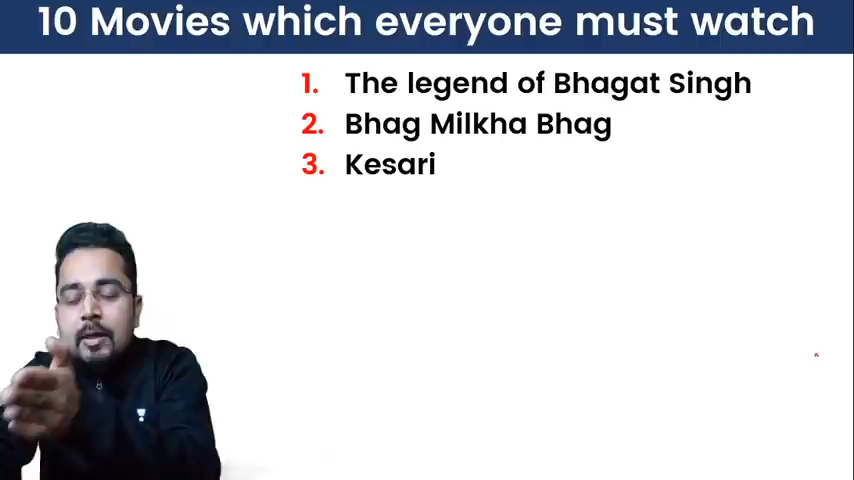 10 Movies which everyone must watch
1. The legend of Bhagat Singh
2. Bhag Milkha Bhag
3. Kesari